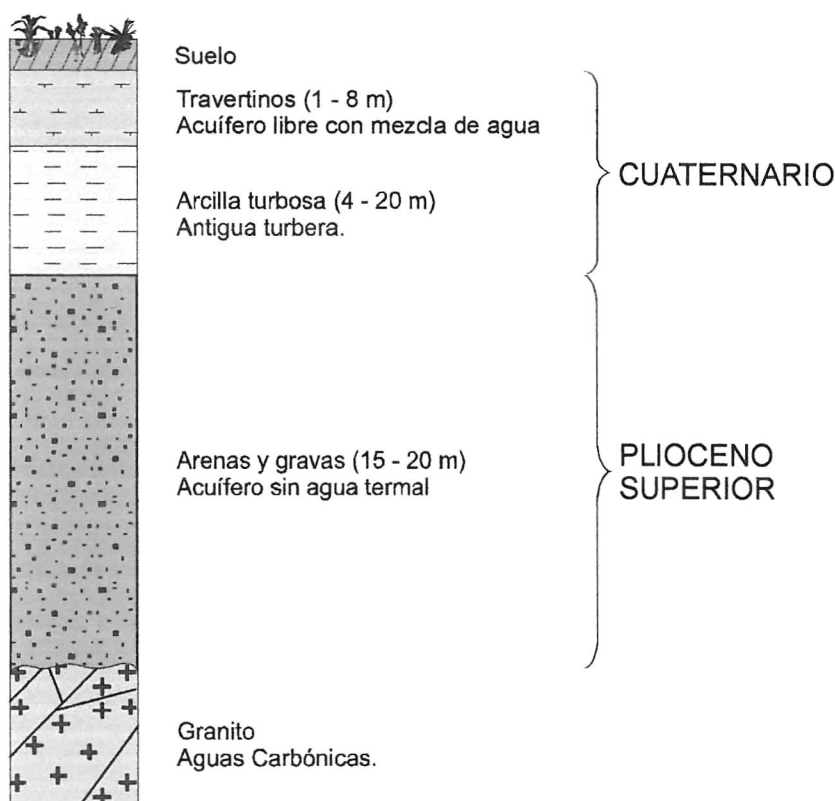 Suelo
Travertinos (1 - 8 m)
Acuífero libre con mezcla de agua
CUATERNARIO
Arcilla turbosa (4 - 20 m)
Antigua turbera.
Arenas y gravas (15 - 20 m)
Acuífero sin agua termal
PLIOCENO
SUPERIOR
Granito
Aguas Carbónicas.